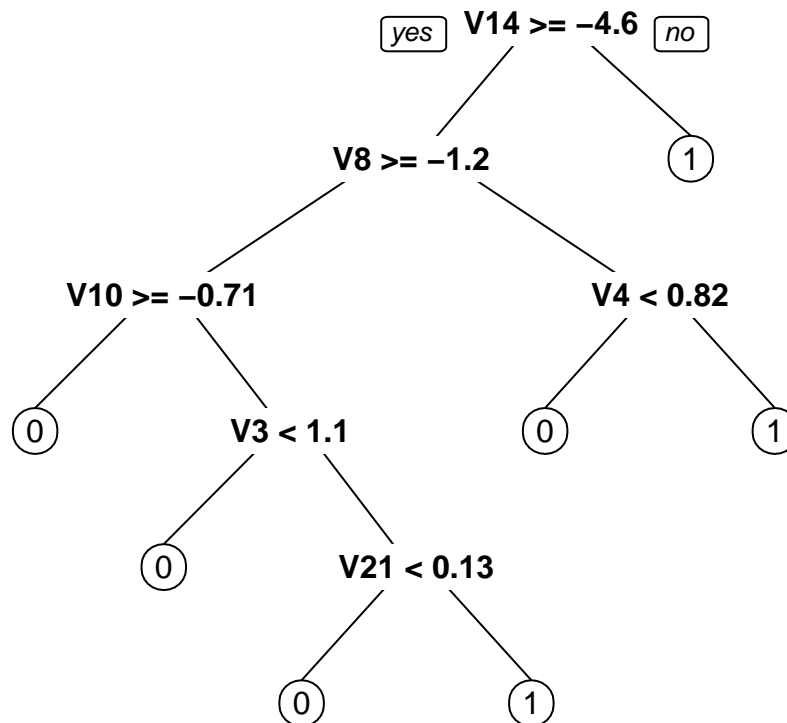 yes V14 >= −4.6 no
V8 >= −1.2 1
V10 >= −0.71 V4 < 0.82
0 V3 < 1.1 0 1
0 V21 < 0.13
0 1